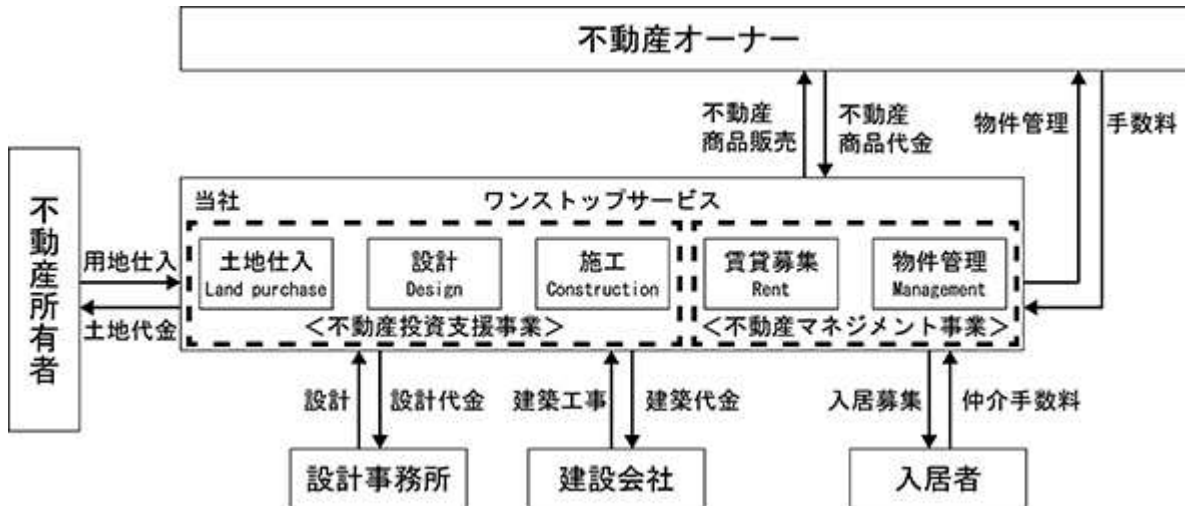 不動産オーナー
不動産
商品販売
不動産
商品代金
物件管理
手数料
不動産所有者
用地仕入
土地代金
当社
ワンストップサービス
土地仕入
Land purchase
設計
Design
施工
Construction
<不動産投資支援事業>
賃貸募集
Rent
物件管理
Management
<不動産マネジメント事業>
設計
設計代金
建築工事
建築代金
入居募集
仲介手数料
設計事務所
建設会社
入居者